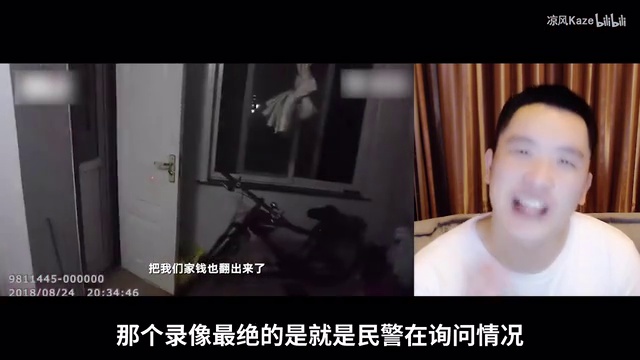 凉风Kaze bilibili
把我们家钱也翻出来了
9811445-000000
2018/08/24 20:34:46
那个录像最绝的是就是民警在询问情况